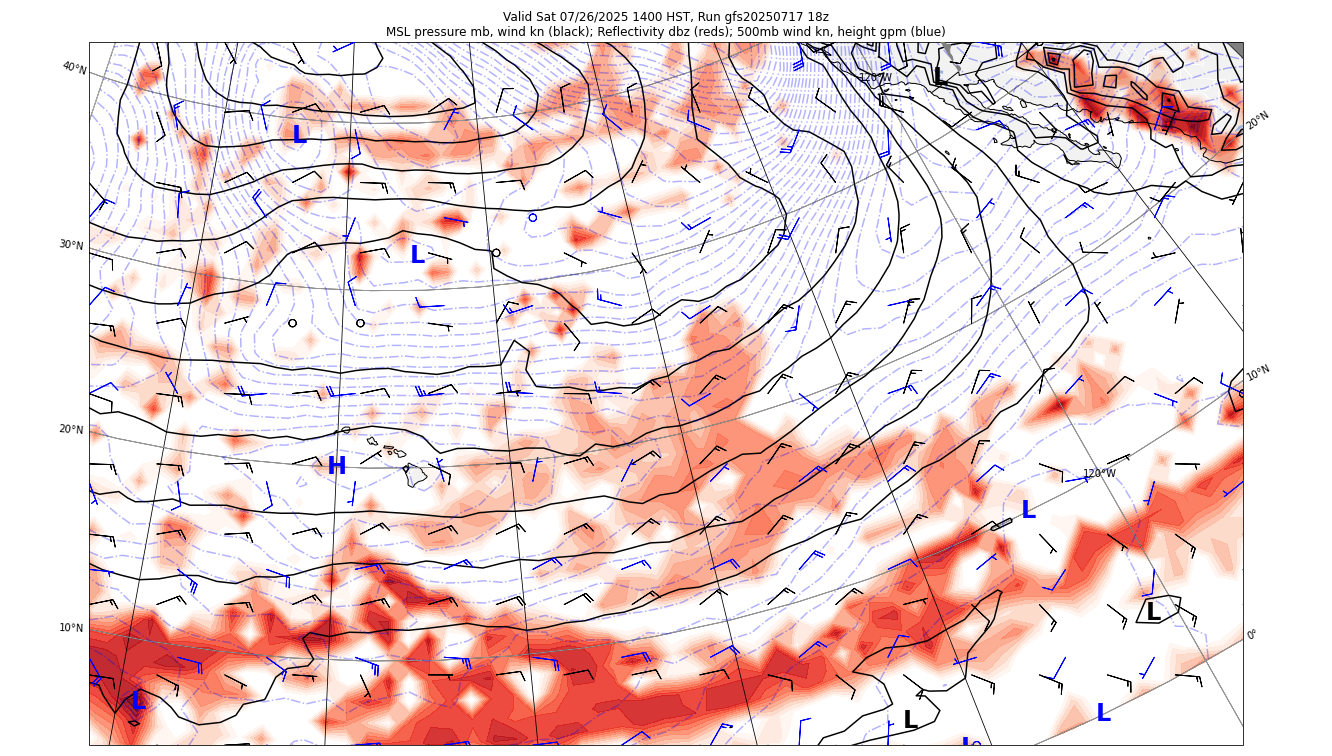 Valid Sat 07/26/2025 1400 HST, Run gfs20250717 18z
MSL pressure mb, wind kn (black); Reflectivity dbz (reds); 500mb wind kn, height gpm (blue)
40°N
120°W
L
20°N
L
30°N
L
10°N
20°N
H
120°W
L
10°N
L
0°
L
L
L
L